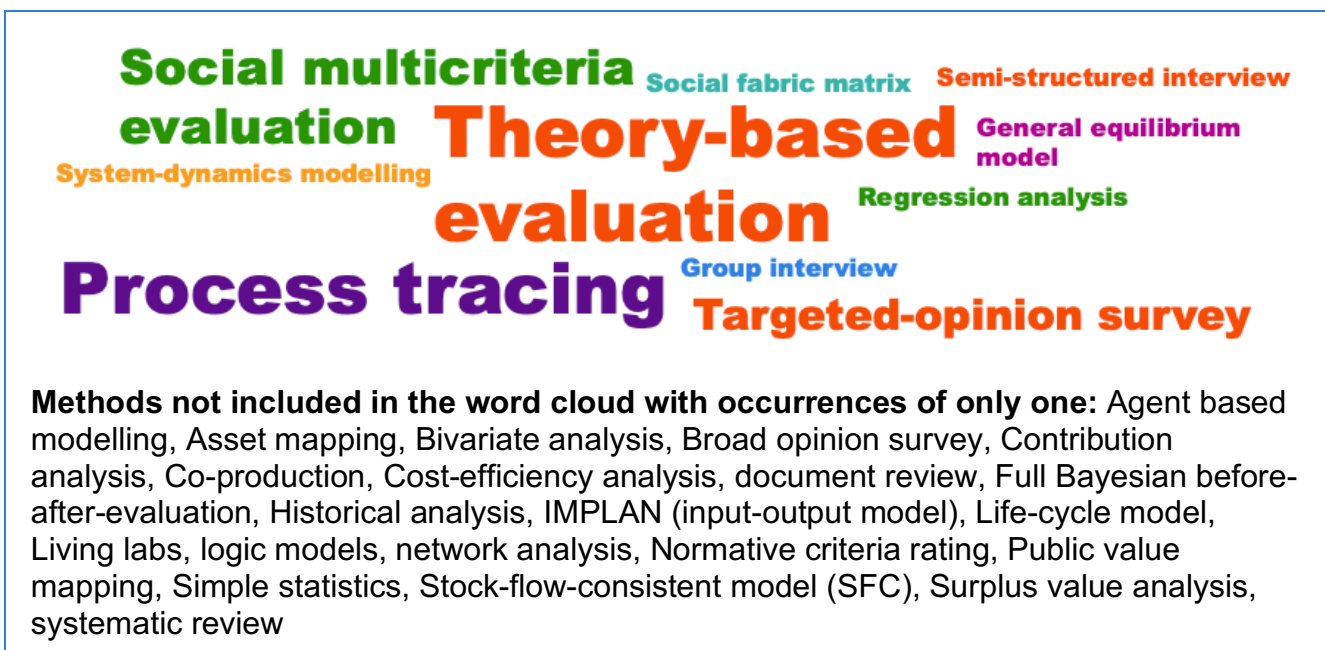 Social multicriteria
evaluation
Social fabric matrix
Semi-structured interview
Theory-based
evaluation
General equilibrium
model
System-dynamics modelling
Regression analysis
Process tracing
Group interview
Targeted-opinion survey
Methods not included in the word cloud with occurrences of only one: Agent based
modelling, Asset mapping, Bivariate analysis, Broad opinion survey, Contribution
analysis, Co-production, Cost-efficiency analysis, document review, Full Bayesian before-
after-evaluation, Historical analysis, IMPLAN (input-output model), Life-cycle model,
Living labs, logic models, network analysis, Normative criteria rating, Public value
mapping, Simple statistics, Stock-flow-consistent model (SFC), Surplus value analysis,
systematic review